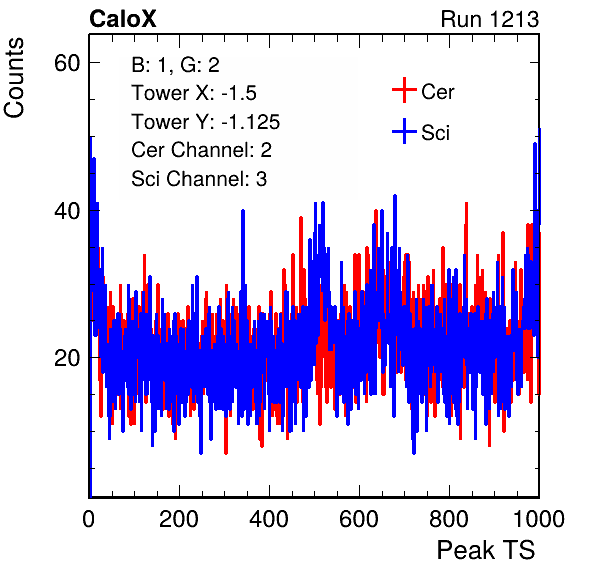 CaloX Run 1213
Counts
60
40
20
B: 1, G: 2
Tower X: -1.5
Tower Y: -1.125
Cer Channel: 2
Sci Channel: 3
Cer
Sci
0 200 400 600 800 1000
Peak TS